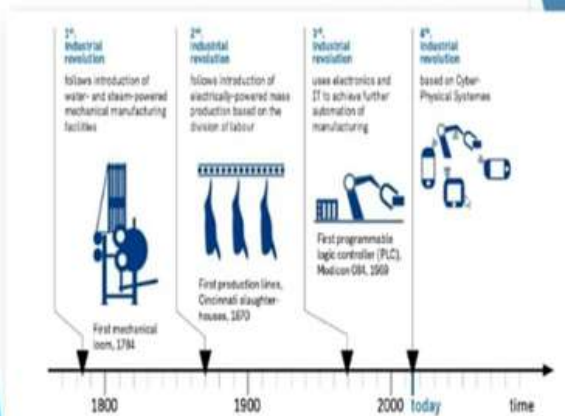 1st
industrial
revolution
follows introduction of
water- and steam-powered
mechanical manufacturing
facilities
First mechanical
loom, 1784
2nd
industrial
revolution
follows introduction of
electrically-powered mass
production based on the
division of labour
First production lines,
Cincinnati slaughter-
houses, 1870
3rd
industrial
revolution
uses electronics and
IT to achieve further
automation of
manufacturing
First programmable
logic controller (PLC),
Modicon 084, 1969
4th
industrial
revolution
based on Cyber-
Physical Systemes
1800 1900 2000 today time